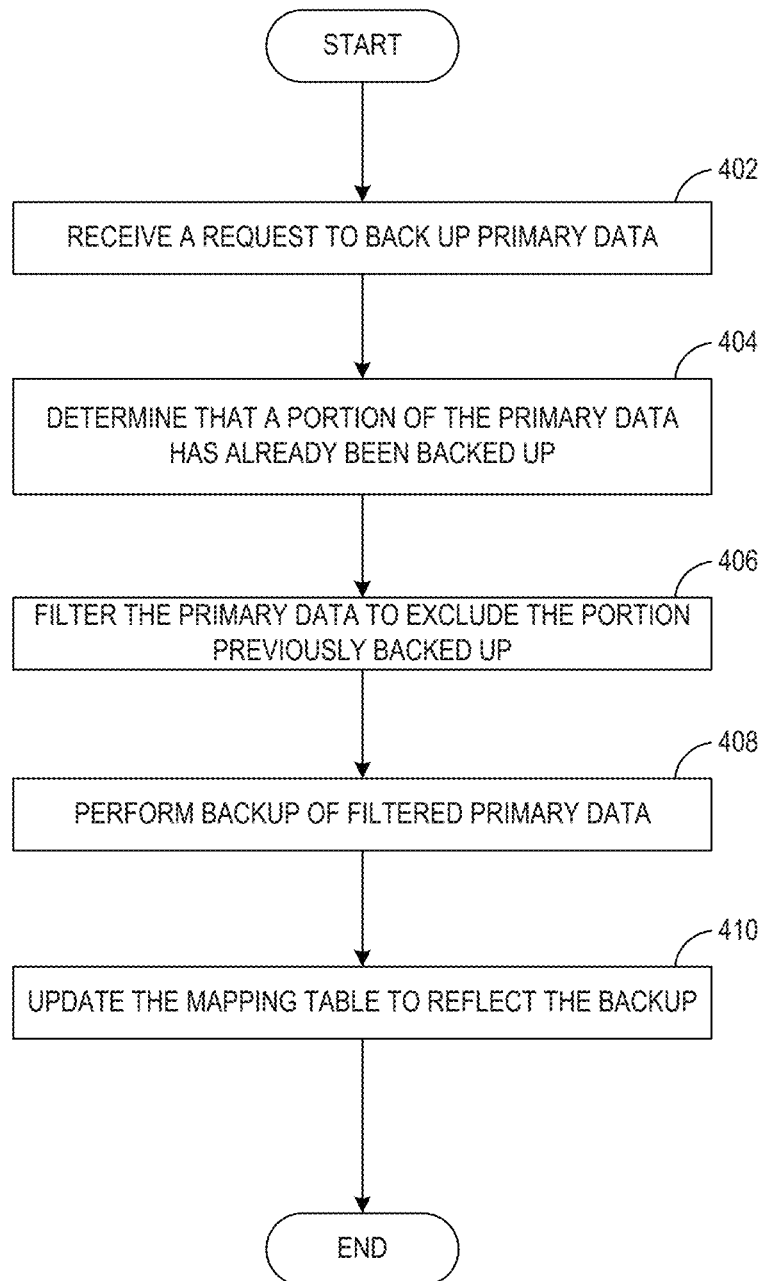 START
402
RECEIVE A REQUEST TO BACK UP PRIMARY DATA
404
DETERMINE THAT A PORTION OF THE PRIMARY DATA
HAS ALREADY BEEN BACKED UP
406
FILTER THE PRIMARY DATA TO EXCLUDE THE PORTION
PREVIOUSLY BACKED UP
408
PERFORM BACKUP OF FILTERED PRIMARY DATA
410
UPDATE THE MAPPING TABLE TO REFLECT THE BACKUP
END